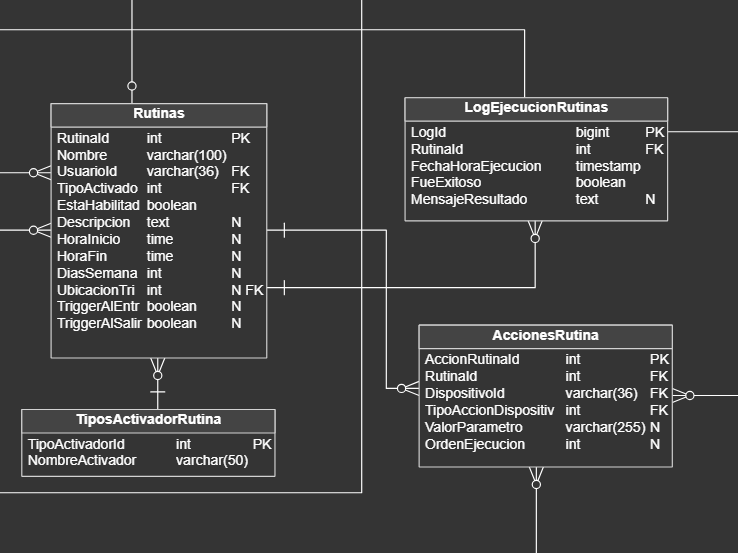 Rutinas
RutinaId int PK
Nombre varchar(100)
UsuarioId varchar(36) FK
TipoActivado int FK
EstaHabilitad boolean
Descripcion text N
HoraInicio time N
HoraFin time N
DiasSemana int N
UbicacionTri int N FK
TriggerAlEntr boolean N
TriggerAlSalir boolean N
LogEjecucionRutinas
LogId bigint PK
RutinaId int FK
FechaHoraEjecucion timestamp
FueExitoso boolean
MensajeResultado text N
AccionesRutina
AccionRutinaId int PK
RutinaId int FK
DispositivoId varchar(36) FK
TipoAccionDispositiv int FK
ValorParametro varchar(255) N
OrdenEjecucion int N
TiposActivadorRutina
TipoActivadorId int PK
NombreActivador varchar(50)